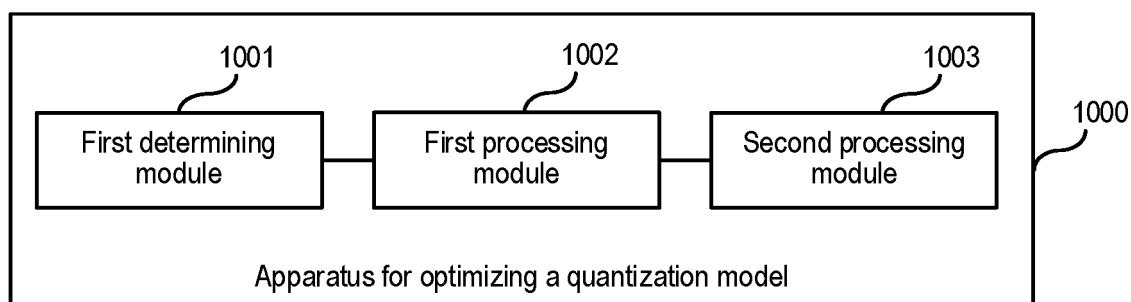 1001
1002
1003
1000
First determining
module
First processing
module
Second processing
module
Apparatus for optimizing a quantization model